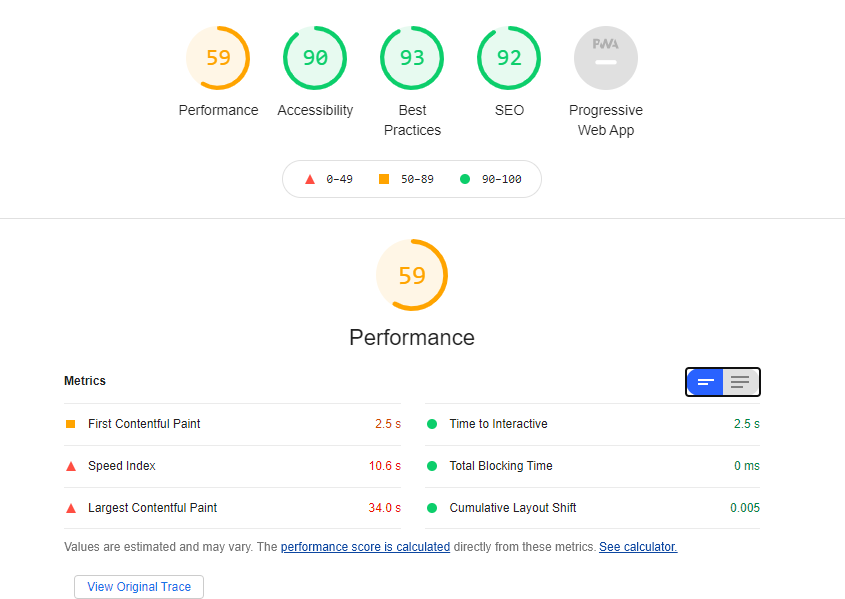 59 90 93 92 PWA
Performance Accessibility Best Practices SEO Progressive Web App
0–49 50–89 90–100
59
Performance
Metrics
First Contentful Paint 2.5 s
Time to Interactive 2.5 s
Speed Index 10.6 s
Total Blocking Time 0 ms
Largest Contentful Paint 34.0 s
Cumulative Layout Shift 0.005
Values are estimated and may vary. The performance score is calculated directly from these metrics. See calculator.
View Original Trace